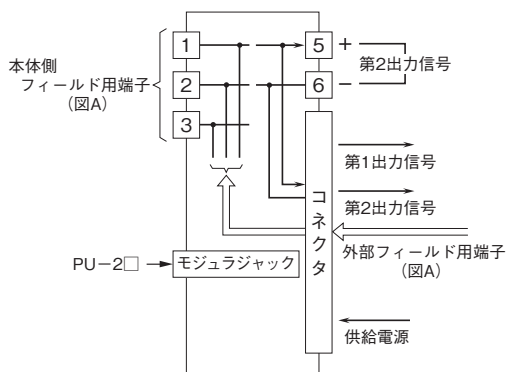 1
2
3
本体側
フィールド用端子
(図A)
5
+
6
−
第2出力信号
第1出力信号
第2出力信号
コネクタ
外部フィールド用端子
(図A)
PU−2□
モジュラジャック
供給電源